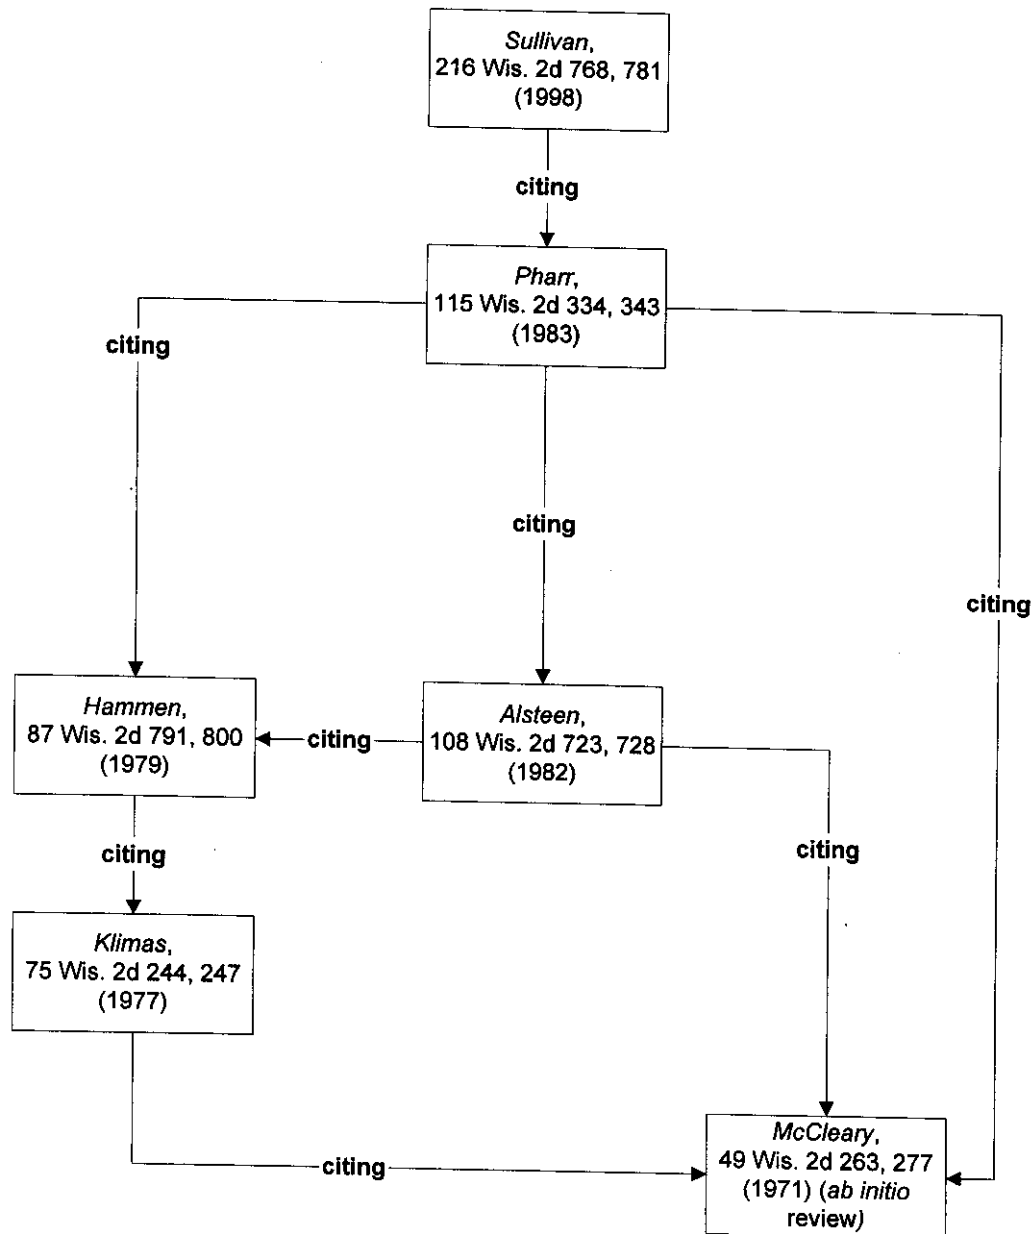 Sullivan,
216 Wis. 2d 768, 781
(1998)
citing
Pharr,
115 Wis. 2d 334, 343
(1983)
citing
citing
citing
Hammen,
87 Wis. 2d 791, 800
(1979)
citing
Alsteen,
108 Wis. 2d 723, 728
(1982)
citing
citing
Klimas,
75 Wis. 2d 244, 247
(1977)
citing
McCleary,
49 Wis. 2d 263, 277
(1971) (ab initio
review)